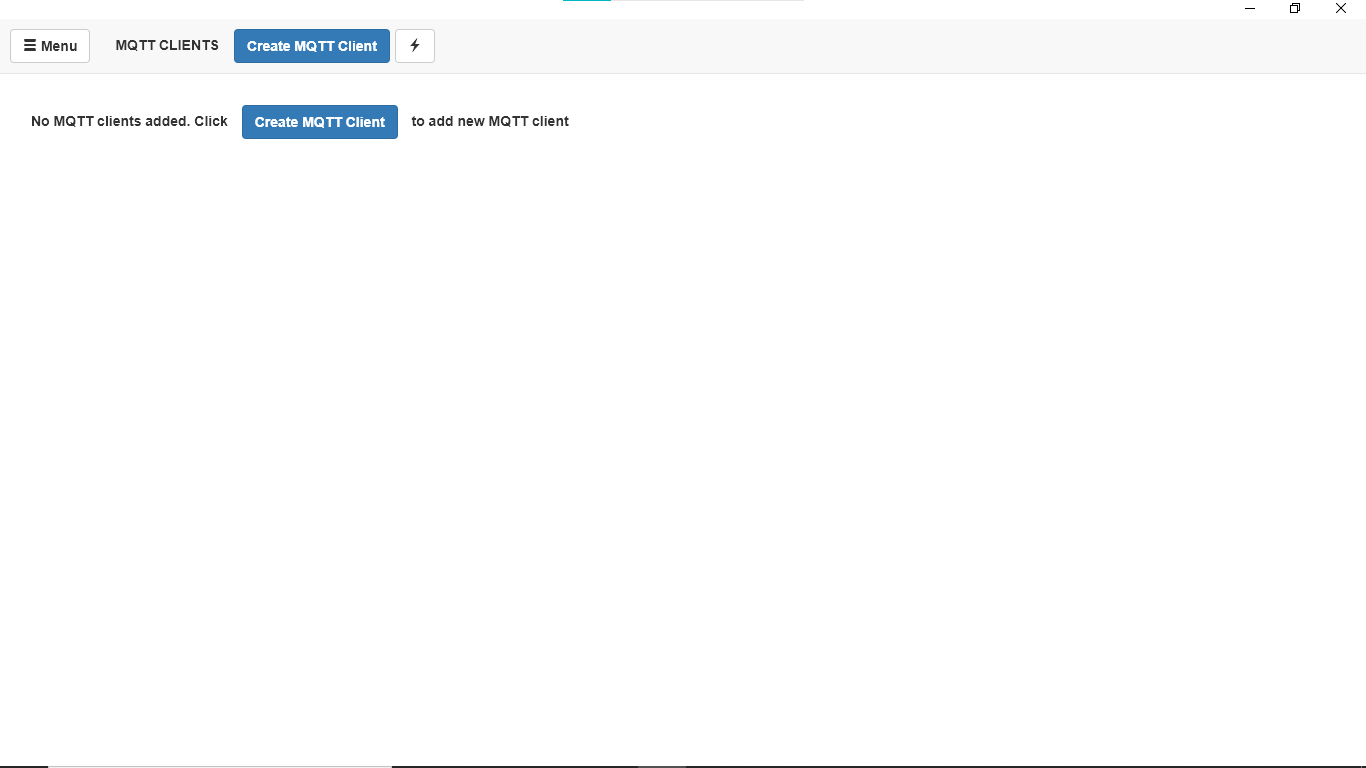 Menu MQTT CLIENTS Create MQTT Client
No MQTT clients added. Click Create MQTT Client to add new MQTT client